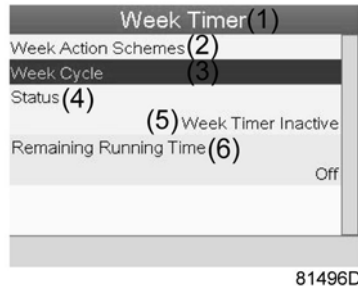 Week Timer(1)
Week Action Schemes(2)
Week Cycle (3)
Status(4)
(5) Week Timer Inactive
Remaining Running Time(6)
Off
81496D